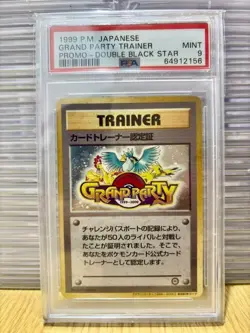 1999 P.M. JAPANESE
GRAND PARTY TRAINER
PROMO-DOUBLE BLACK STAR
MINT
9
PSA
64912156
TRAINER
カードトレーナー認定証
GRAND PARTY
チャレンジパスポートの記録により、
あなたが50人のライバルと対戦し
たことが証明されました。そこで、あ
なたをポケモンカード公式カード
トレーナーとして認定します。